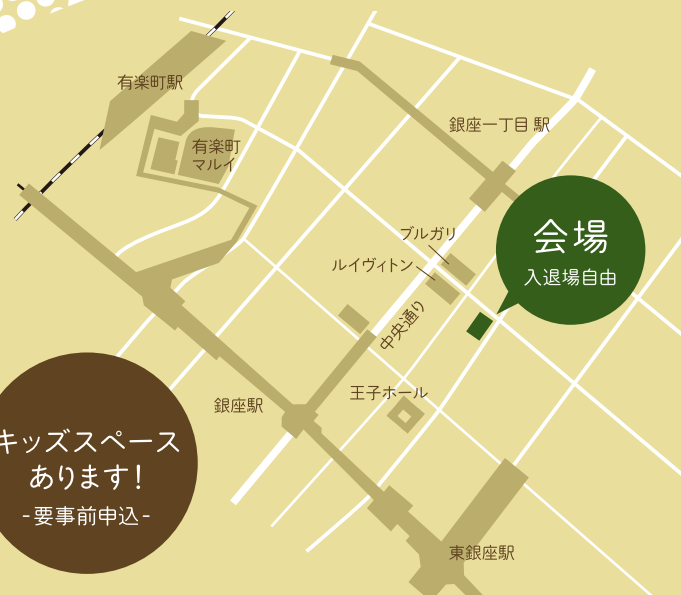 有楽町駅
銀座一丁目 駅
有楽町
マルイ
ブルガリ
会場
入退場自由
ルイヴィトン
中央通り
王子ホール
銀座駅
キッズスペース
あります!
-要事前申込-
東銀座駅